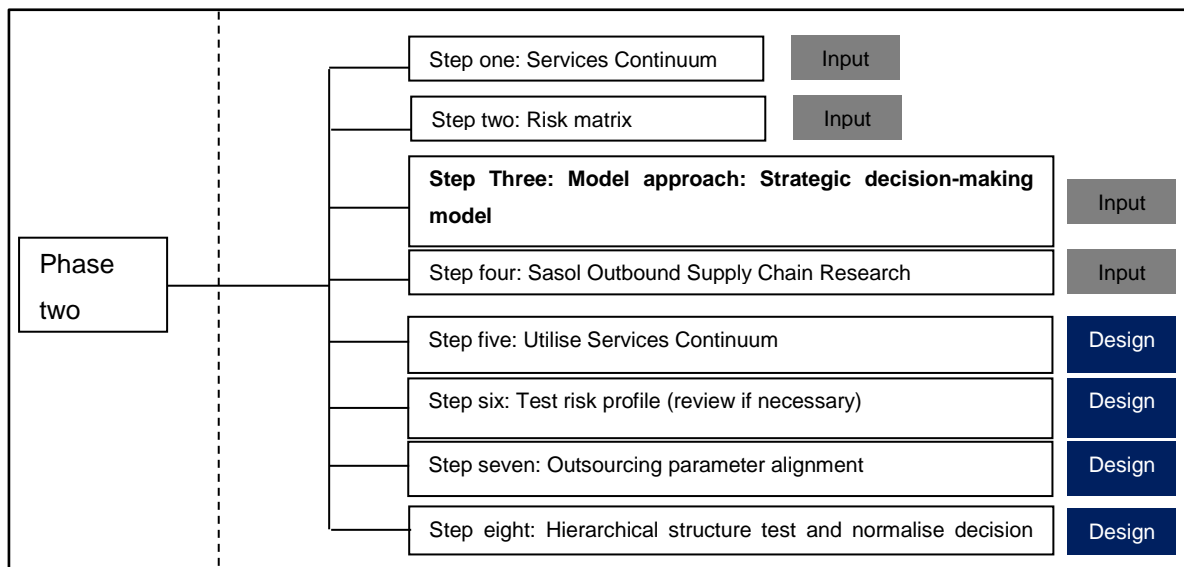 Step one: Services Continuum
Input
Step two: Risk matrix
Input
Step Three: Model approach: Strategic decision-making
model
Input
Phase
two
Step four: Sasol Outbound Supply Chain Research
Input
Step five: Utilise Services Continuum
Design
Step six: Test risk profile (review if necessary)
Design
Step seven: Outsourcing parameter alignment
Design
Step eight: Hierarchical structure test and normalise decision
Design